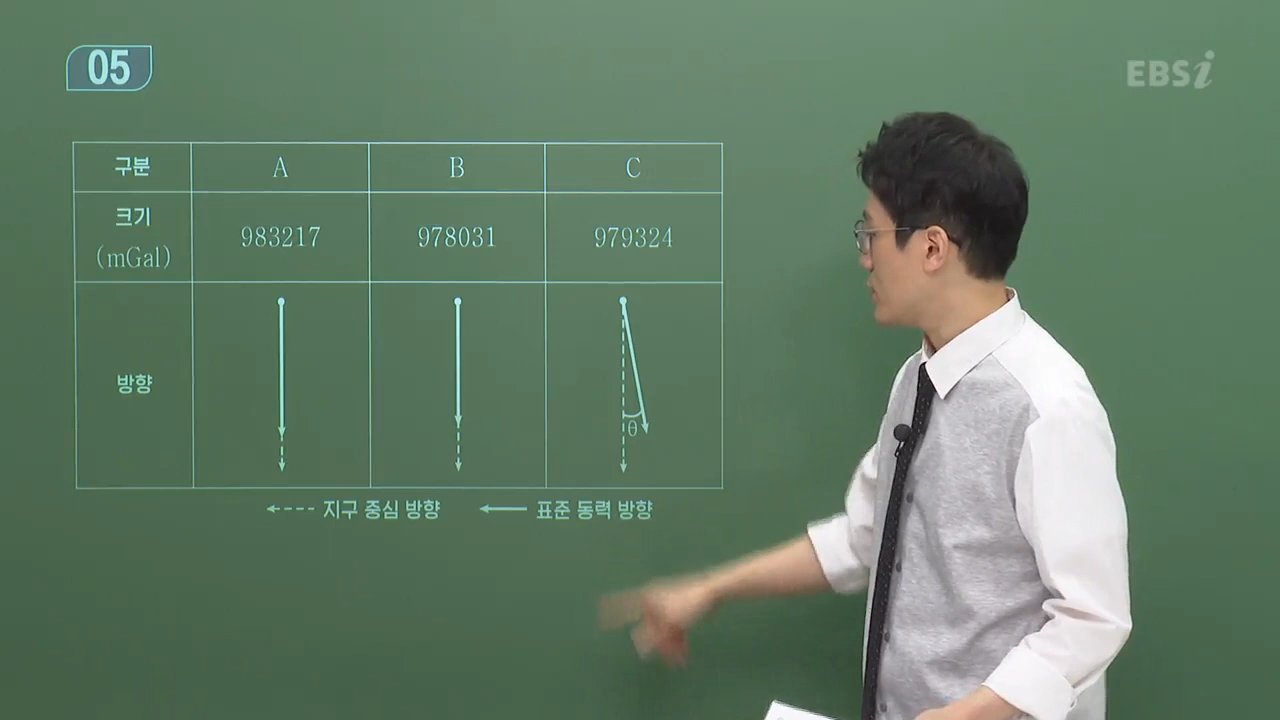 05
EBSi
구분 A B C
크기
(mGal) 983217 978031 979324
방향
θ
지구 중심 방향 표준 동력 방향